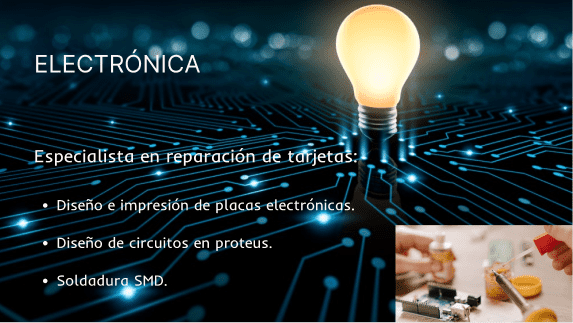 ELECTRÓNICA
Especialista en reparación de tarjetas:
• Diseño e impresión de placas electrónicas.
• Diseño de circuitos en proteus.
• Soldadura SMD.